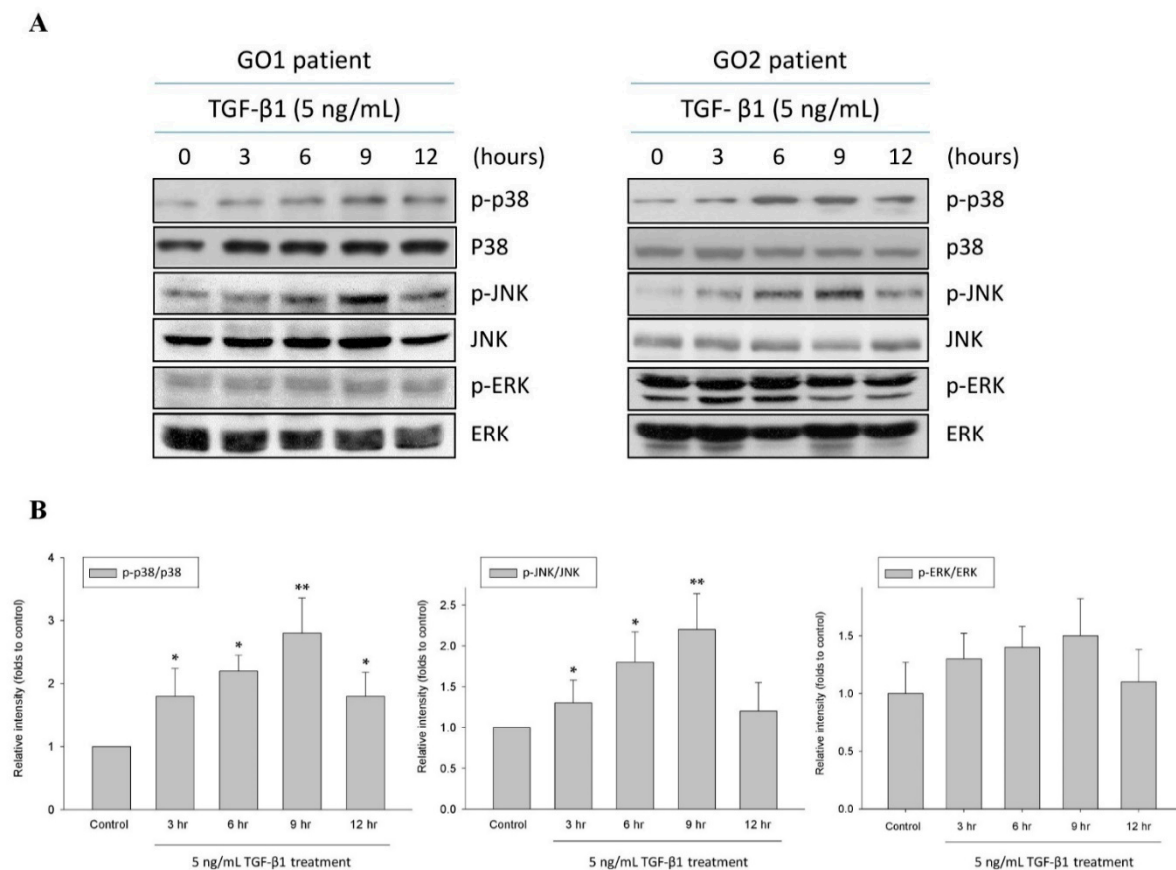 A
GO1 patient
TGF-β1 (5 ng/mL)
0 3 6 9 12 (hours)
p-p38
P38
p-JNK
JNK
p-ERK
ERK
GO2 patient
TGF- β1 (5 ng/mL)
0 3 6 9 12 (hours)
p-p38
p38
p-JNK
JNK
p-ERK
ERK
B
Relative intensity (folds to control)
4
3
2
1
0
p-p38/p38
* * ** *
Control 3 hr 6 hr 9 hr 12 hr
5 ng/mL TGF-β1 treatment
Relative intensity (folds to control)
2.5
2.0
1.5
1.0
0.5
0.0
p-JNK/JNK
* * **
Control 3 hr 6 hr 9 hr 12 hr
5 ng/mL TGF-β1 treatment
Relative intensity (folds to control)
1.5
1.0
0.5
0.0
p-ERK/ERK
Control 3 hr 6 hr 9 hr 12 hr
5 ng/mL TGF-β1 treatment